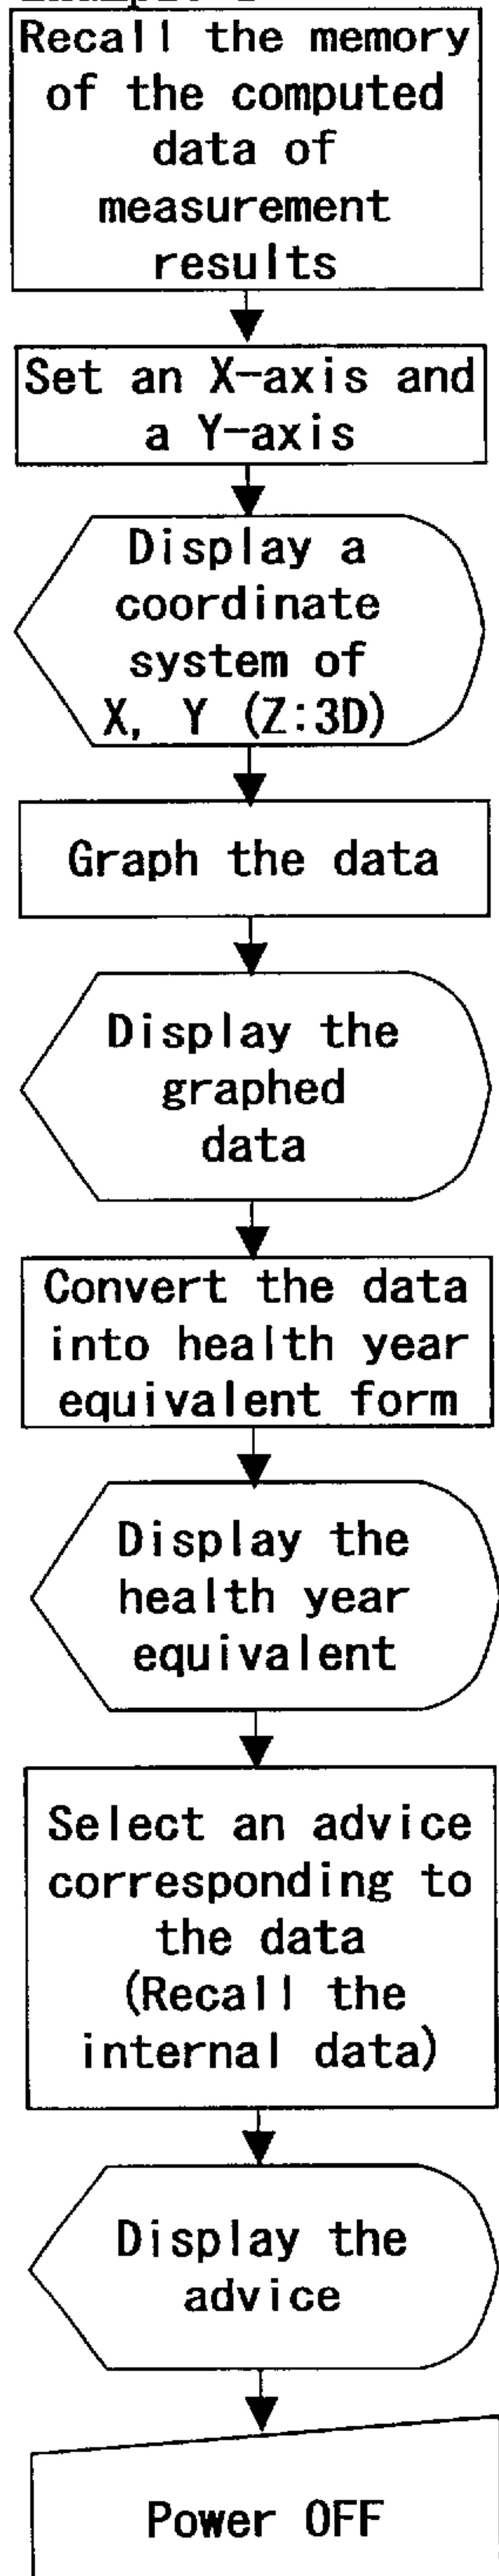 Recall the memory
of the computed
data of
measurement
results
Set an X-axis and
a Y-axis
Display a
coordinate
system of
X, Y (Z:3D)
Graph the data
Display the
graphed
data
Convert the data
into health year
equivalent form
Display the
health year
equivalent
Select an advice
corresponding to
the data
(Recall the
internal data)
Display the
advice
Power OFF